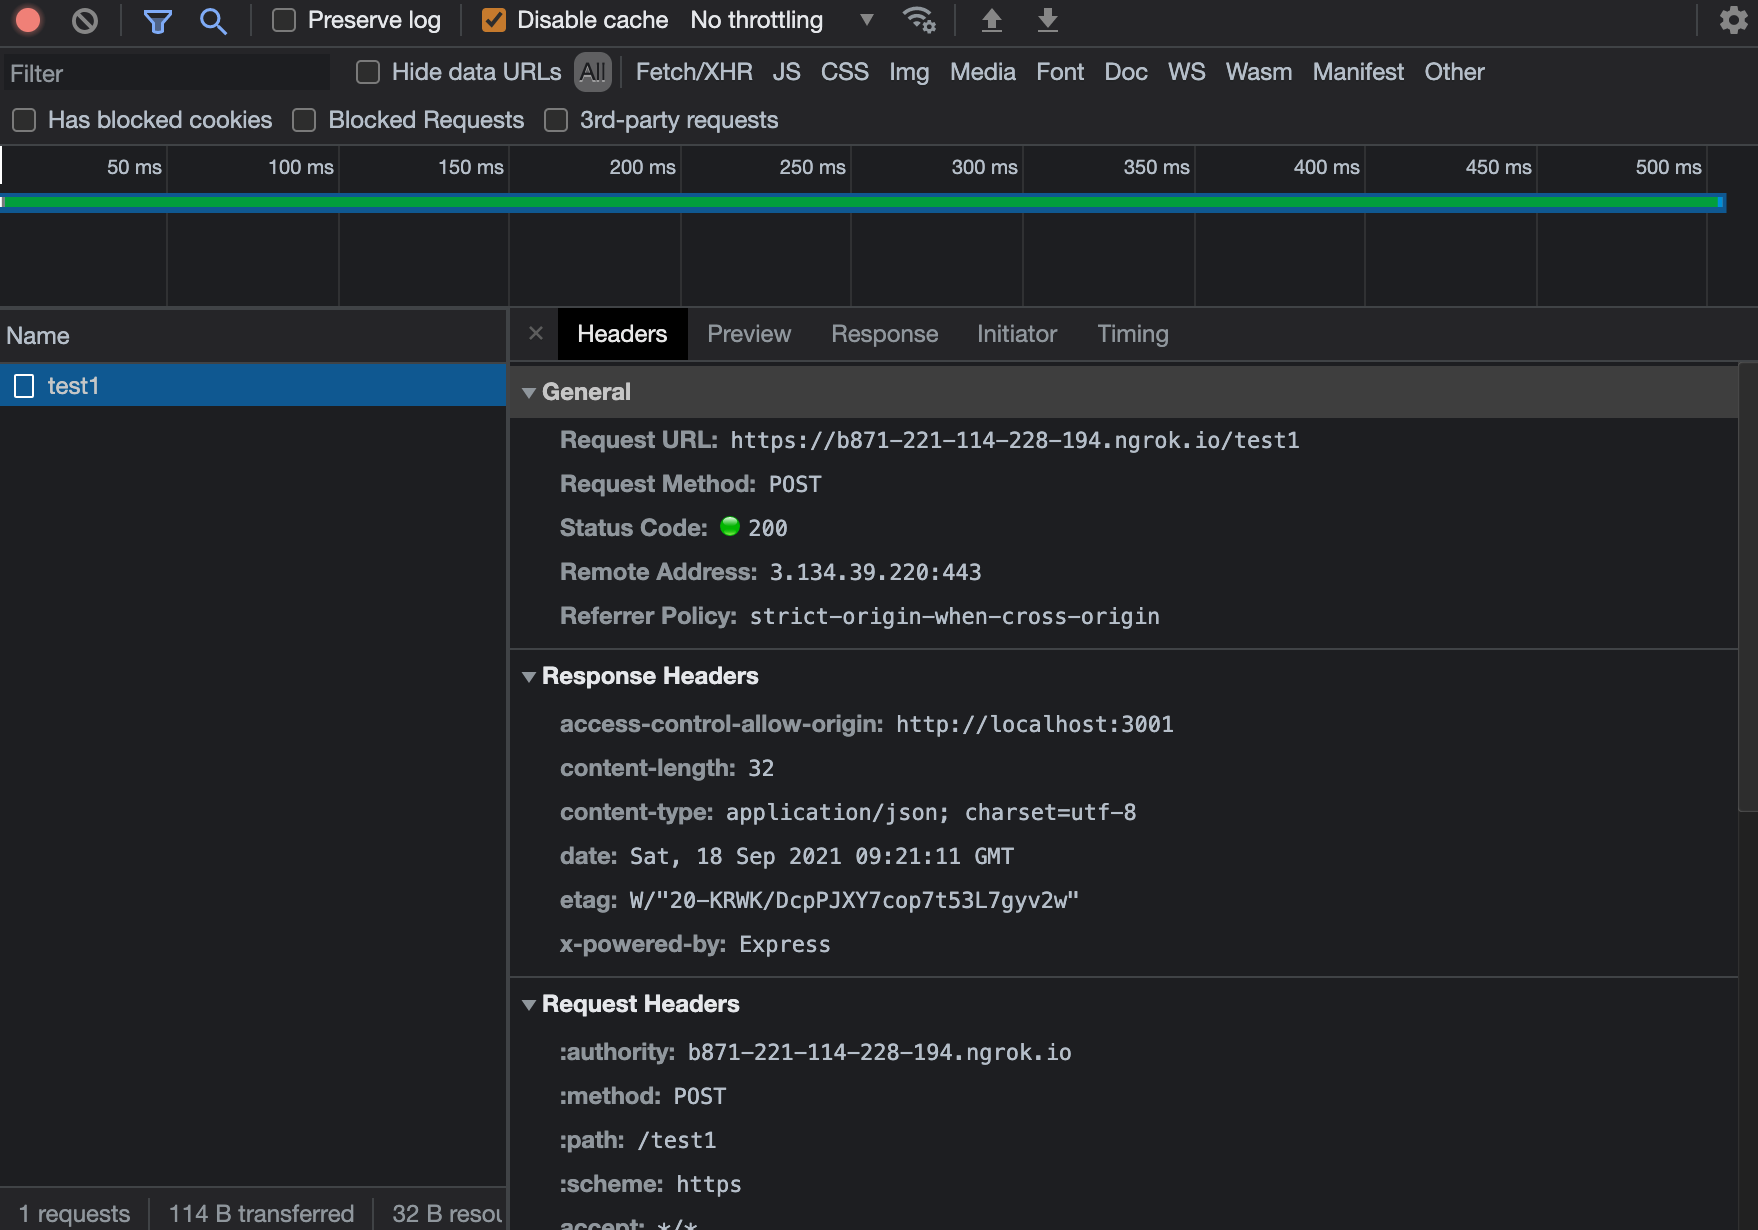 Preserve log Disable cache No throttling
Filter Hide data URLs All Fetch/XHR JS CSS Img Media Font Doc WS Wasm Manifest Other
Has blocked cookies Blocked Requests 3rd-party requests
50 ms 100 ms 150 ms 200 ms 250 ms 300 ms 350 ms 400 ms 450 ms 500 ms
Name
test1
× Headers Preview Response Initiator Timing
General
Request URL: https://b871-221-114-228-194.ngrok.io/test1
Request Method: POST
Status Code: 200
Remote Address: 3.134.39.220:443
Referrer Policy: strict-origin-when-cross-origin
Response Headers
access-control-allow-origin: http://localhost:3001
content-length: 32
content-type: application/json; charset=utf-8
date: Sat, 18 Sep 2021 09:21:11 GMT
etag: W/"20-KRWK/DcpPJXY7cop7t53L7gyv2w"
x-powered-by: Express
Request Headers
:authority: b871-221-114-228-194.ngrok.io
:method: POST
:path: /test1
:scheme: https
accept: */*
1 requests 114 B transferred 32 B resou